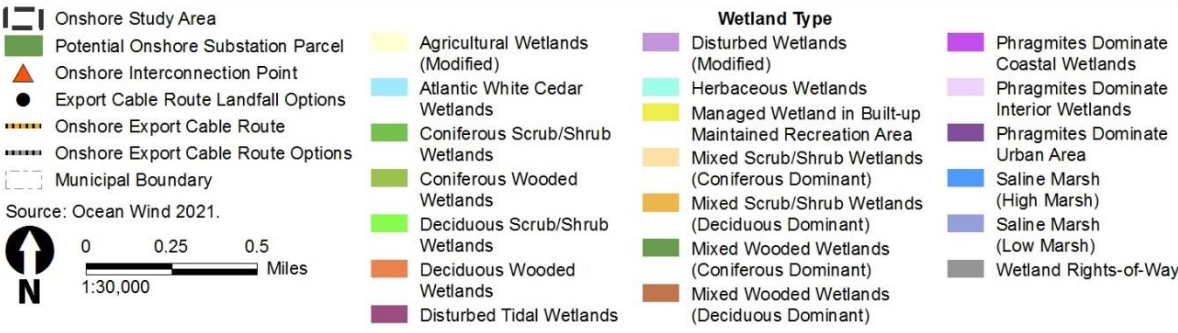 Onshore Study Area
Potential Onshore Substation Parcel
Onshore Interconnection Point
Export Cable Route Landfall Options
Onshore Export Cable Route
Onshore Export Cable Route Options
Municipal Boundary
Source: Ocean Wind 2021.
0 0.25 0.5
Miles
1:30,000
N
Wetland Type
Agricultural Wetlands
(Modified)
Atlantic White Cedar
Wetlands
Coniferous Scrub/Shrub
Wetlands
Coniferous Wooded
Wetlands
Deciduous Scrub/Shrub
Wetlands
Deciduous Wooded
Wetlands
Disturbed Tidal Wetlands
Disturbed Wetlands
(Modified)
Herbaceous Wetlands
Managed Wetland in Built-up
Maintained Recreation Area
Mixed Scrub/Shrub Wetlands
(Coniferous Dominant)
Mixed Scrub/Shrub Wetlands
(Deciduous Dominant)
Mixed Wooded Wetlands
(Coniferous Dominant)
Mixed Wooded Wetlands
(Deciduous Dominant)
Phragmites Dominate
Coastal Wetlands
Phragmites Dominate
Interior Wetlands
Phragmites Dominate
Urban Area
Saline Marsh
(High Marsh)
Saline Marsh
(Low Marsh)
Wetland Rights-of-Way